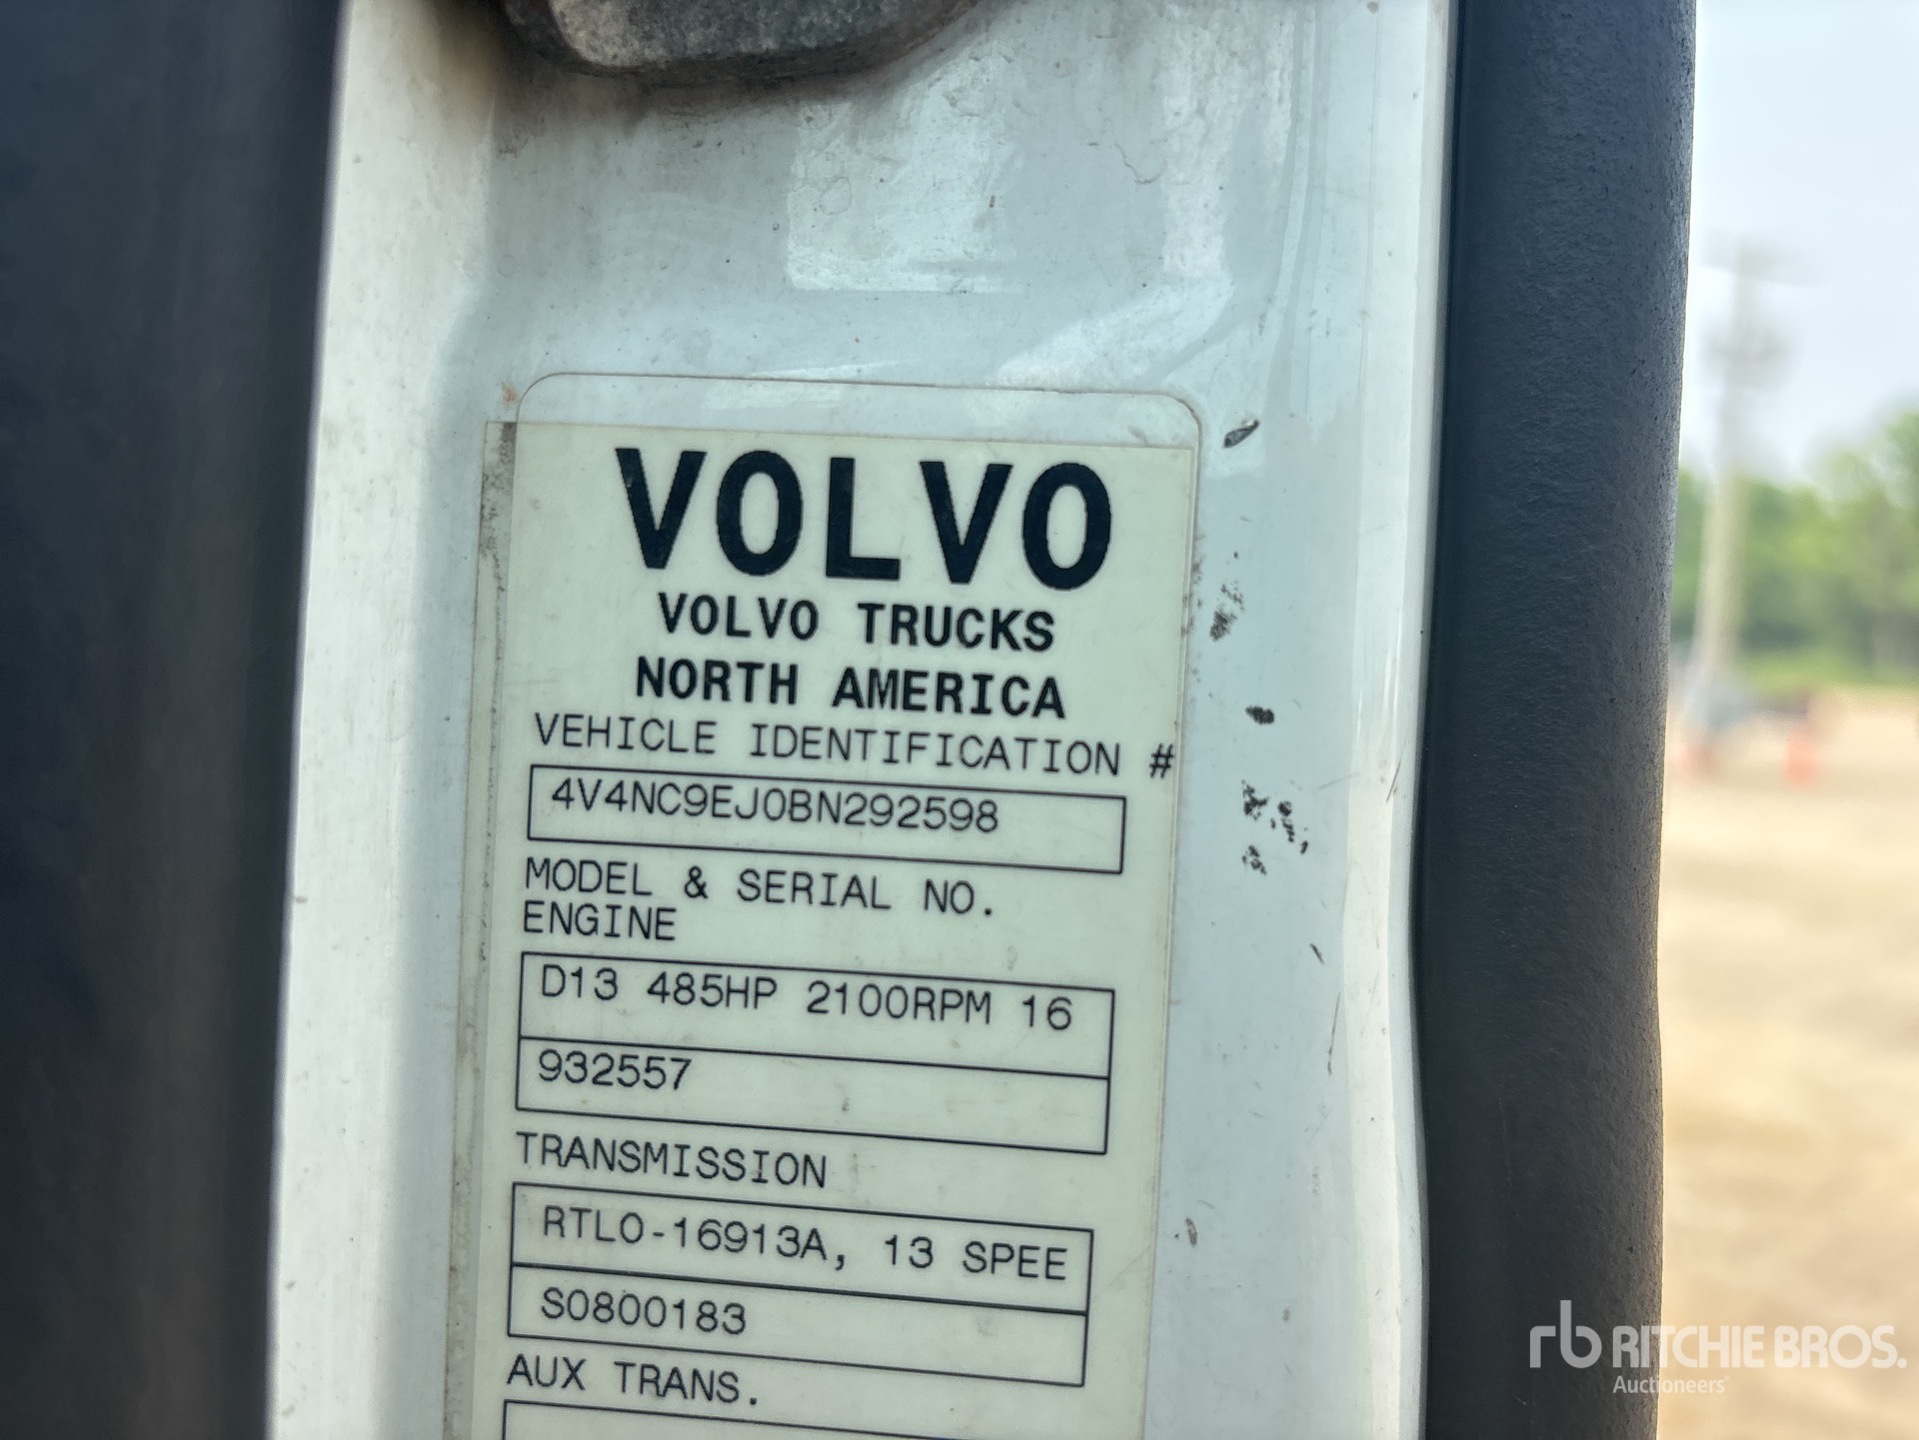 VOLVO
VOLVO TRUCKS
NORTH AMERICA
VEHICLE IDENTIFICATION #
4V4NC9EJ0BN292598
MODEL & SERIAL NO.
ENGINE
D13 485HP 2100RPM 16
932557
TRANSMISSION
RTLO-16913A, 13 SPEE
S0800183
AUX TRANS.
rb RITCHIE BROS.
Auctioneers